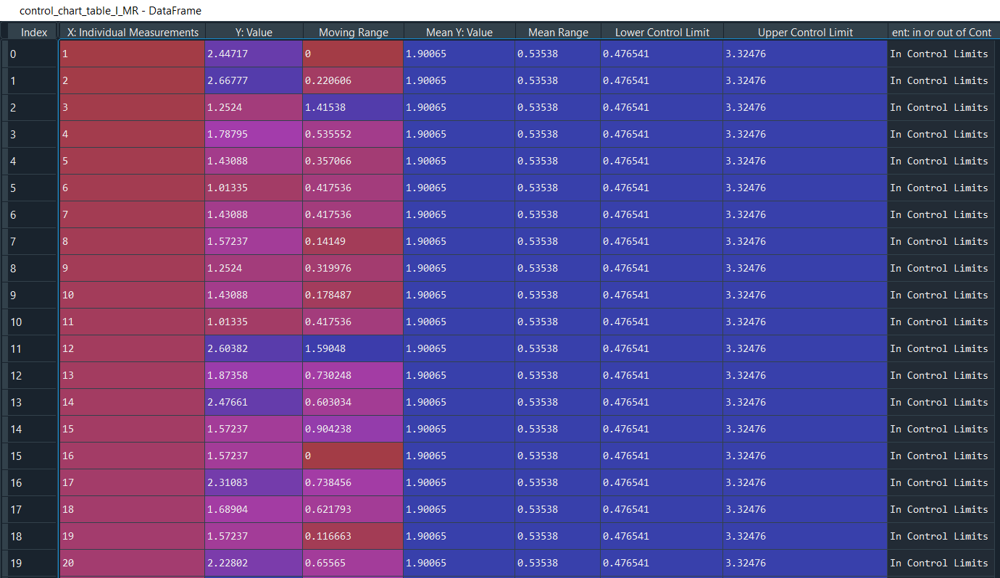 control_chart_table_I_MR - DataFrame
Index X: Individual Measurements Y: Value Moving Range Mean Y: Value Mean Range Lower Control Limit Upper Control Limit ent: in or out of Cont
0 1 2.44717 0 1.90065 0.53538 0.476541 3.32476 In Control Limits
1 2 2.66777 0.220606 1.90065 0.53538 0.476541 3.32476 In Control Limits
2 3 1.2524 1.41538 1.90065 0.53538 0.476541 3.32476 In Control Limits
3 4 1.78795 0.535552 1.90065 0.53538 0.476541 3.32476 In Control Limits
4 5 1.43088 0.357066 1.90065 0.53538 0.476541 3.32476 In Control Limits
5 6 1.01335 0.417536 1.90065 0.53538 0.476541 3.32476 In Control Limits
6 7 1.43088 0.417536 1.90065 0.53538 0.476541 3.32476 In Control Limits
7 8 1.57237 0.14149 1.90065 0.53538 0.476541 3.32476 In Control Limits
8 9 1.2524 0.319976 1.90065 0.53538 0.476541 3.32476 In Control Limits
9 10 1.43088 0.178487 1.90065 0.53538 0.476541 3.32476 In Control Limits
10 11 1.01335 0.417536 1.90065 0.53538 0.476541 3.32476 In Control Limits
11 12 2.60382 1.59048 1.90065 0.53538 0.476541 3.32476 In Control Limits
12 13 1.87358 0.730248 1.90065 0.53538 0.476541 3.32476 In Control Limits
13 14 2.47661 0.603034 1.90065 0.53538 0.476541 3.32476 In Control Limits
14 15 1.57237 0.904238 1.90065 0.53538 0.476541 3.32476 In Control Limits
15 16 1.57237 0 1.90065 0.53538 0.476541 3.32476 In Control Limits
16 17 2.31083 0.738456 1.90065 0.53538 0.476541 3.32476 In Control Limits
17 18 1.68904 0.621793 1.90065 0.53538 0.476541 3.32476 In Control Limits
18 19 1.57237 0.116663 1.90065 0.53538 0.476541 3.32476 In Control Limits
19 20 2.22802 0.65565 1.90065 0.53538 0.476541 3.32476 In Control Limits